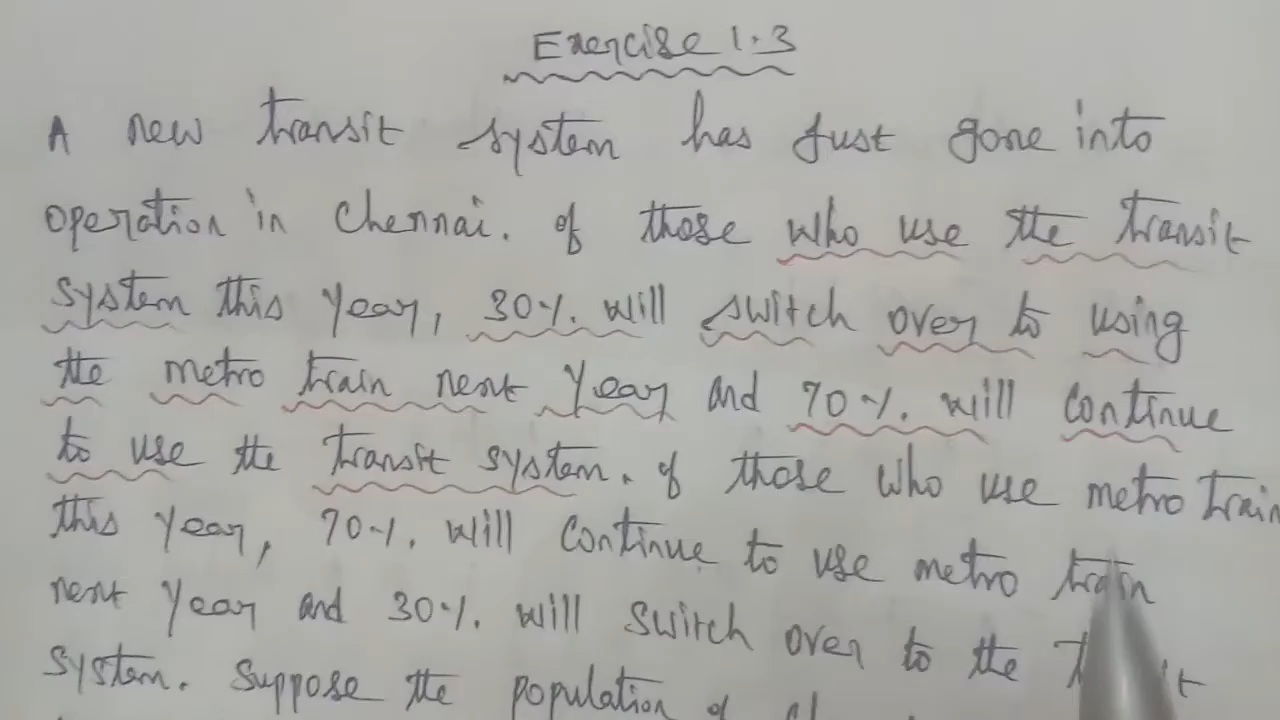 Exercise 1.3
A new transit system has just gone into
operation in Chennai. of those who use the transit
system this year, 30%. will switch over to using
the metro train next year and 70%. will continue
to use the transit system. of those who use metro train
this year, 70%. will continue to use metro train
next year and 30%. will switch over to the
system. Suppose the population of